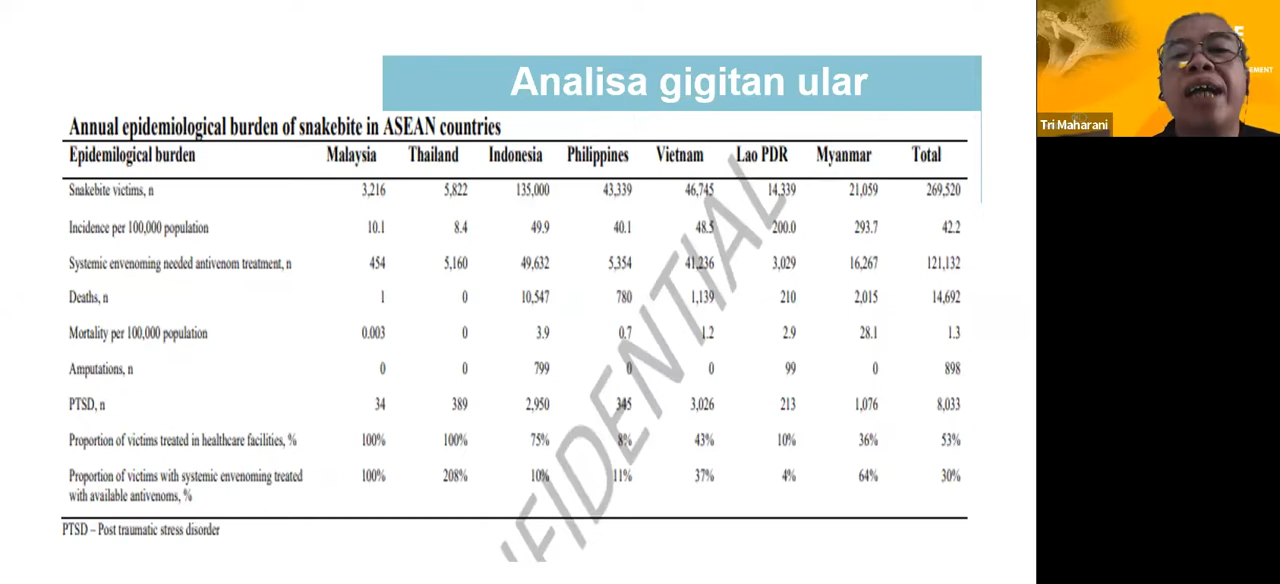 Analisa gigitan ular
Annual epidemiological burden of snakebite in ASEAN countries
Epidemilogical burden Malaysia Thailand Indonesia Philippines Vietnam Lao PDR Myanmar Total
Snakebite victims, n 3,216 5,822 135,000 43,339 46,745 14,339 21,059 269,520
Incidence per 100,000 population 10.1 8.4 49.9 40.1 48.5 200.0 293.7 42.2
Systemic envenoming needed antivenom treatment, n 454 5,160 49,632 5,354 41,236 3,029 16,267 121,132
Deaths, n 1 0 10,547 780 1,139 210 2,015 14,692
Mortality per 100,000 population 0.003 0 3.9 0.7 1.2 2.9 28.1 1.3
Amputations, n 0 0 799 0 0 99 0 898
PTSD, n 34 389 2,950 345 3,026 213 1,076 8,033
Proportion of victims treated in healthcare facilities, % 100% 100% 75% 8% 43% 10% 36% 53%
Proportion of victims with systemic envenoming treated 100% 208% 10% 11% 37% 4% 64% 30%
with available antivenoms, %
PTSD – Post traumatic stress disorder
FIDENTIAL
E
EMENT
Tri Maharani